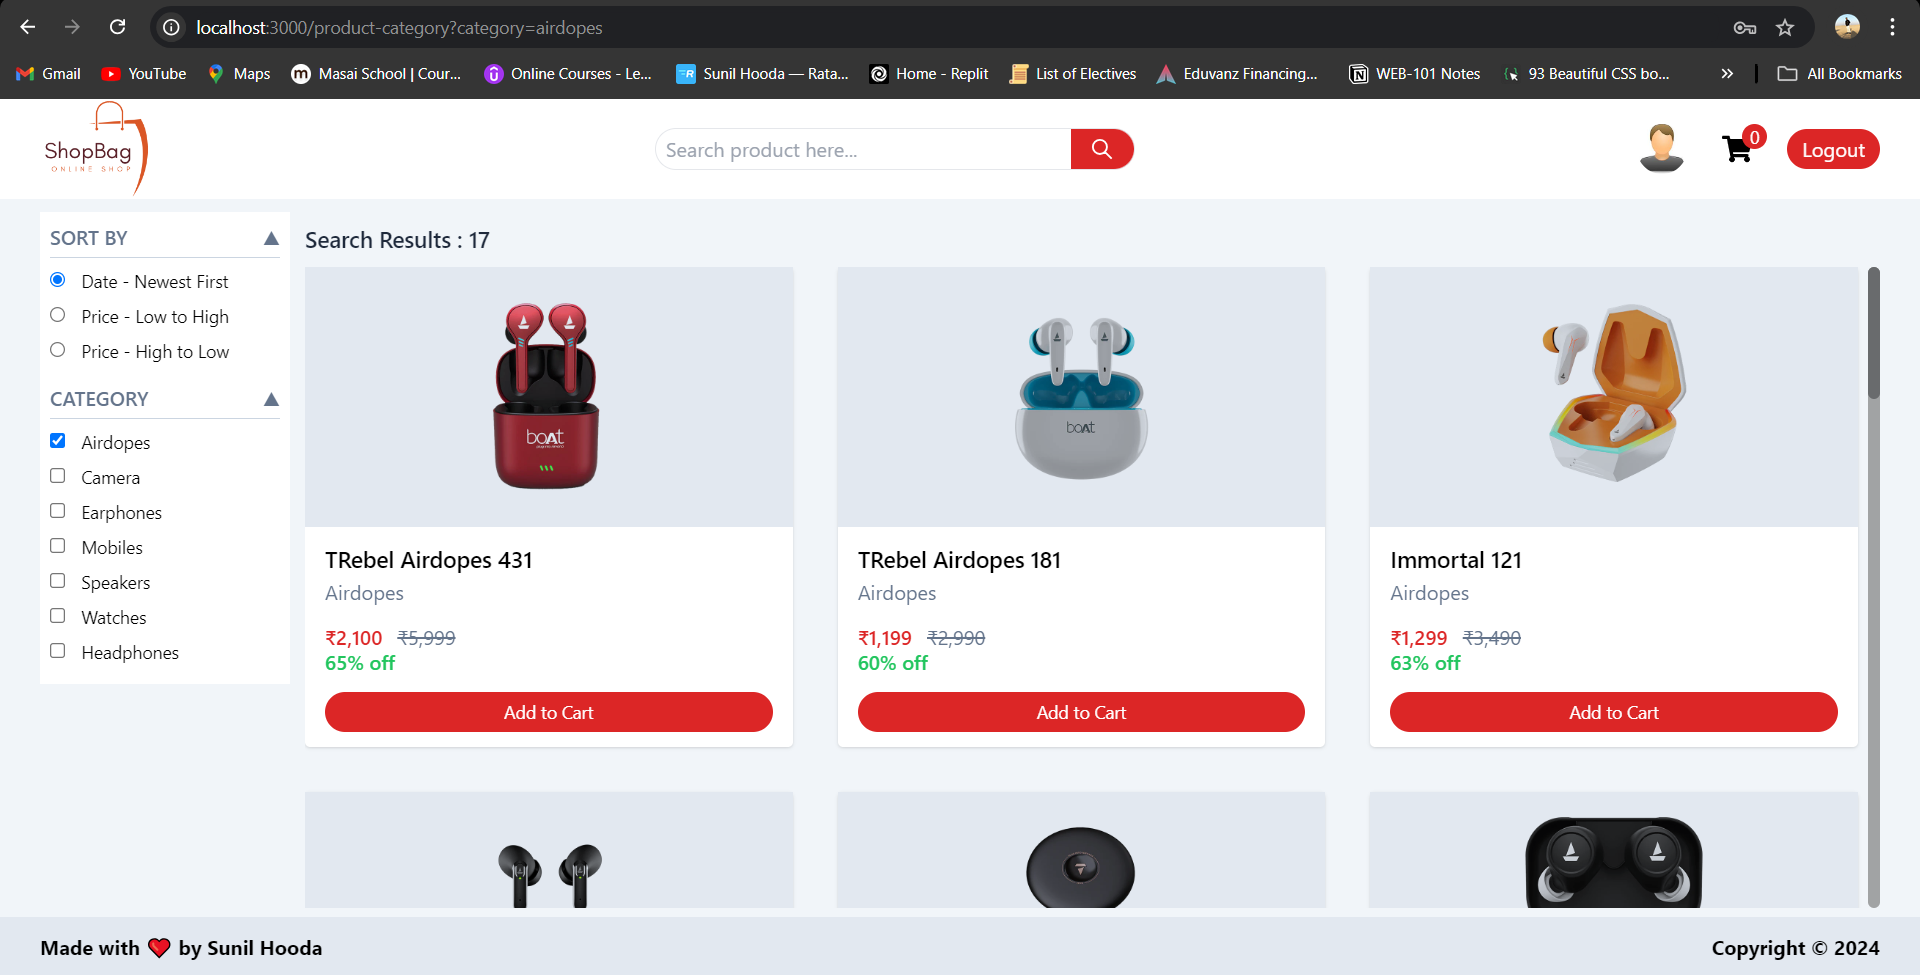 localhost:3000/product-category?category=airdopes
Gmail YouTube Maps Masai School | Cour... Online Courses - Le... Sunil Hooda — Rata... Home - Replit List of Electives Eduvanz Financing... WEB-101 Notes 93 Beautiful CSS bo... » All Bookmarks
ShopBag
ONLINE SHOP
Search product here...
0
Logout
SORT BY
Date - Newest First
Price - Low to High
Price - High to Low
CATEGORY
Airdopes
Camera
Earphones
Mobiles
Speakers
Watches
Headphones
Search Results : 17
boAt
TRebel Airdopes 431
Airdopes
₹2,100 ₹5,999
65% off
Add to Cart
boAt
TRebel Airdopes 181
Airdopes
₹1,199 ₹2,990
60% off
Add to Cart
Immortal 121
Airdopes
₹1,299 ₹3,490
63% off
Add to Cart
Made with ❤️ by Sunil Hooda
Copyright © 2024